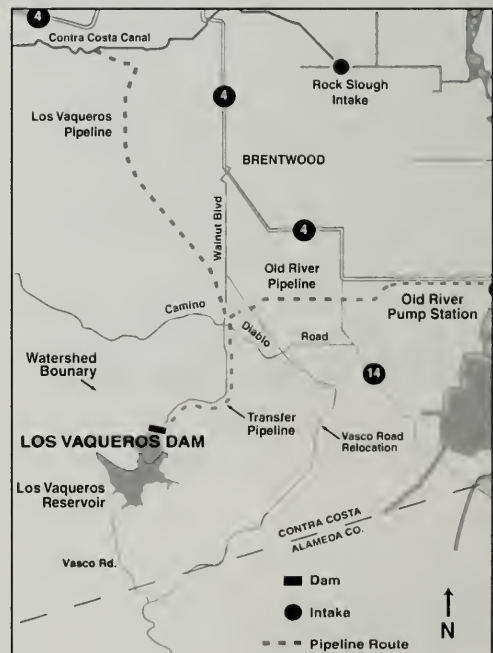 4
Contra Costa Canal
4
Rock Slough
Intake
Los Vaqueros
Pipeline
BRENTWOOD
Walnut Blvd
4
Old River
Pipeline
Old River
Pump Station
Camino
Diablo
Road
Watershed
Bounary
14
Transfer
Pipeline
LOS VAQUEROS DAM
Vasco Road
Relocation
Los Vaqueros
Reservoir
CONTRA COSTA
ALAMEDA CO.
Vasco Rd.
Dam
Intake
N
Pipeline Route